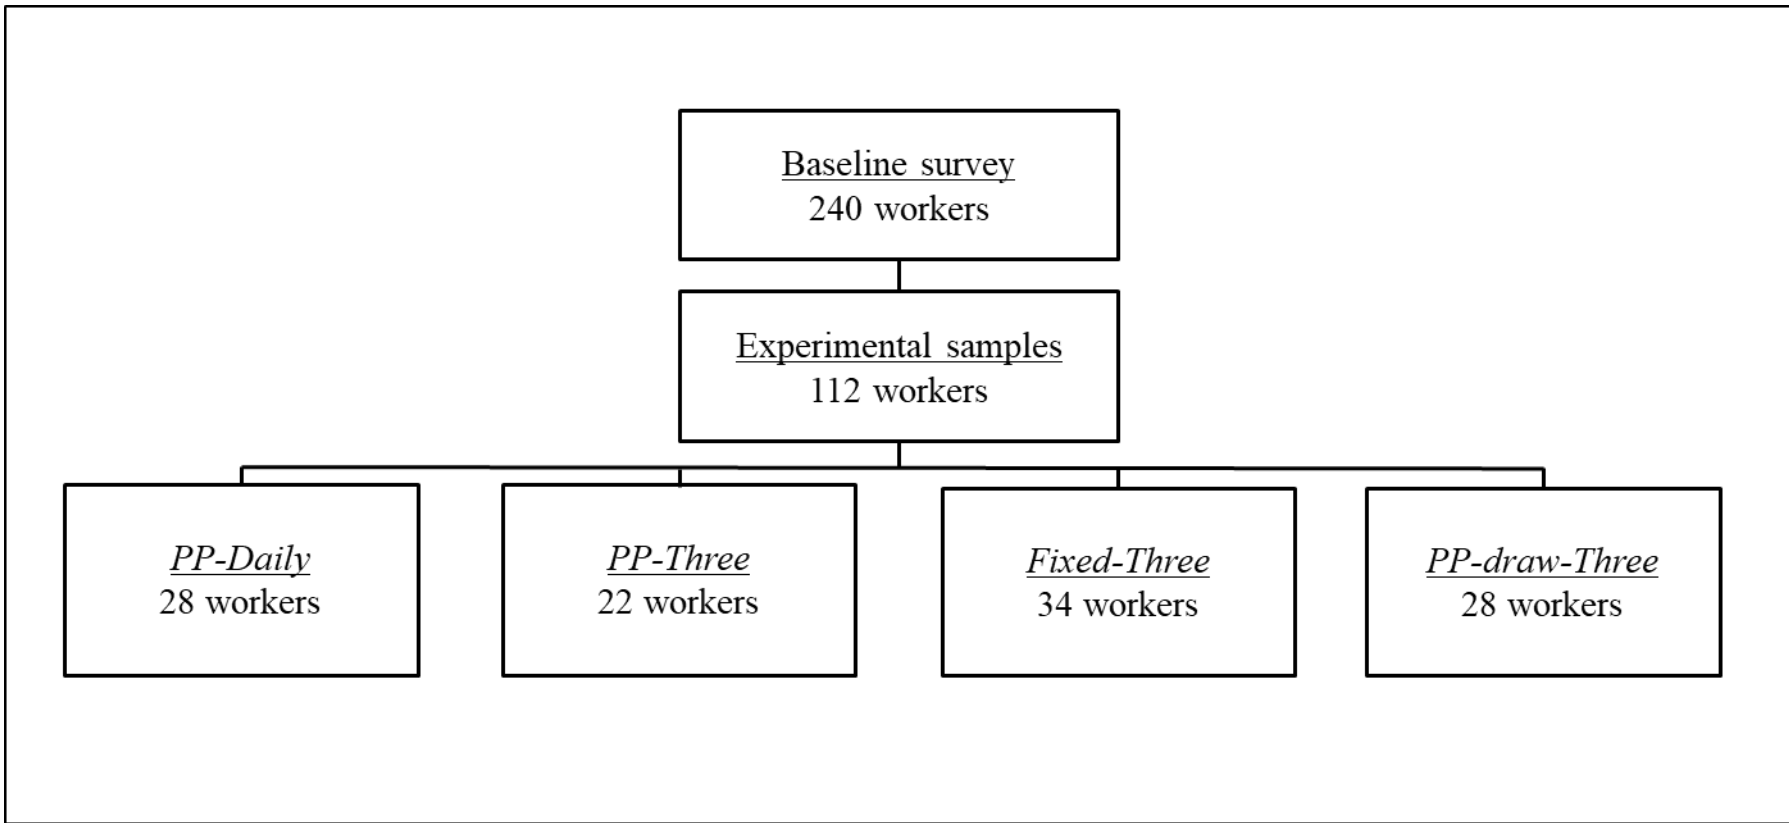 Baseline survey
240 workers
Experimental samples
112 workers
PP-Daily
28 workers
PP-Three
22 workers
Fixed-Three
34 workers
PP-draw-Three
28 workers